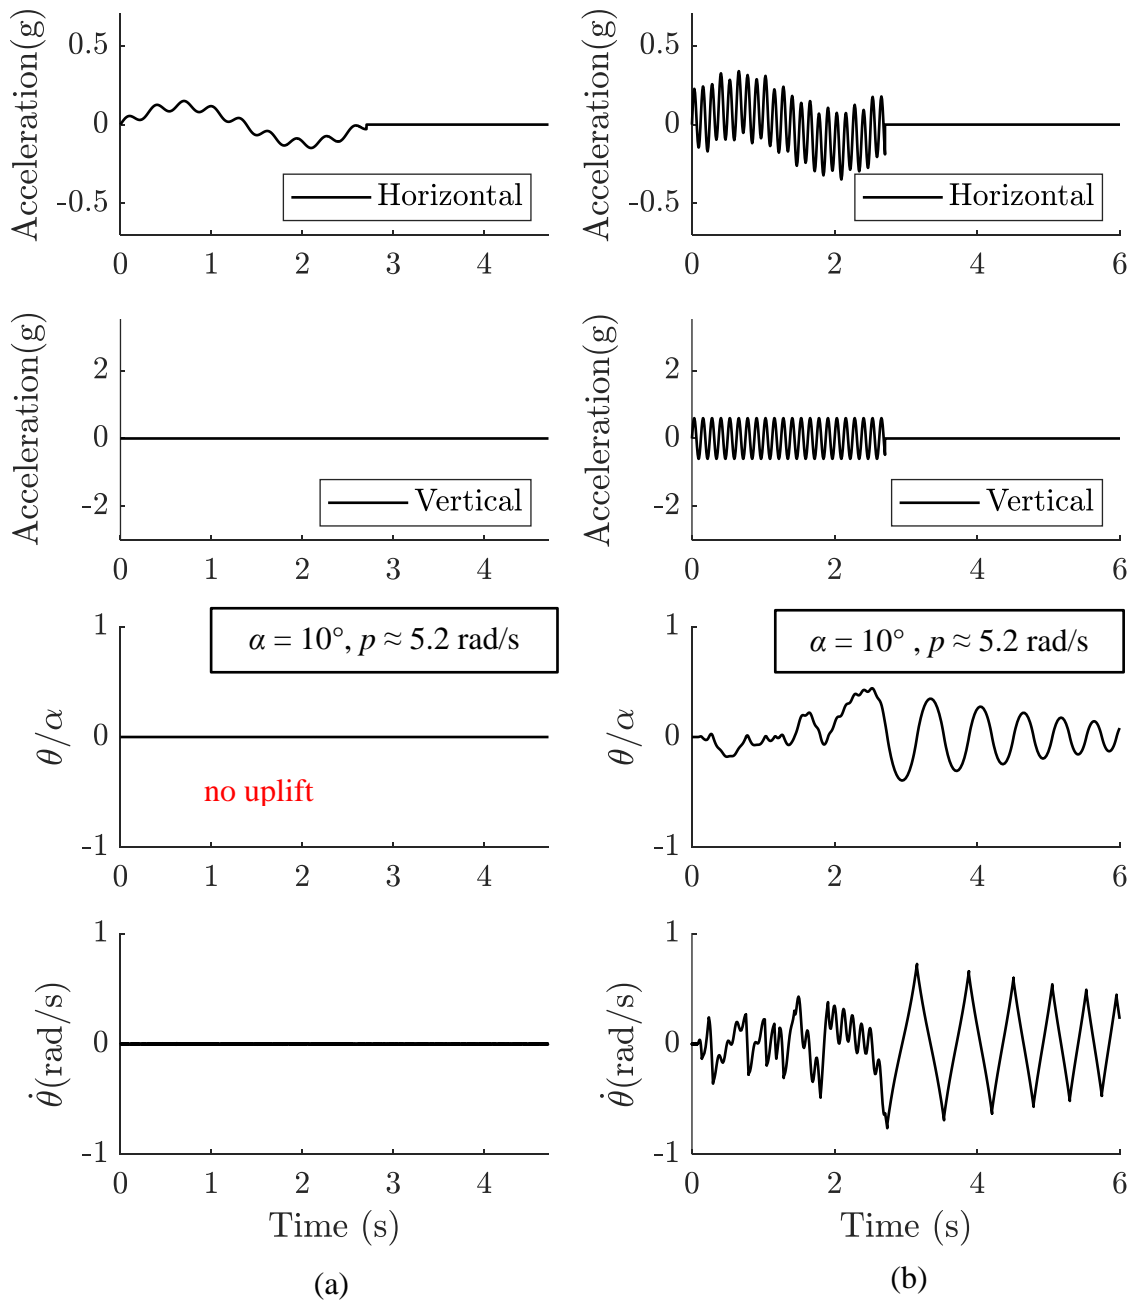 Acceleration(g)
0.5
0
-0.5
Horizontal
0 1 2 3 4
Acceleration(g)
0.5
0
-0.5
Horizontal
0 2 4 6
Acceleration(g)
2
0
-2
Vertical
0 1 2 3 4
Acceleration(g)
2
0
-2
Vertical
0 2 4 6
θ/α
1
0
-1
α = 10°, p ≈ 5.2 rad/s
no uplift
0 1 2 3 4
θ/α
1
0
-1
α = 10° , p ≈ 5.2 rad/s
0 2 4 6
θ̇(rad/s)
1
0
-1
0 1 2 3 4
Time (s)
(a)
θ̇(rad/s)
1
0
-1
0 2 4 6
Time (s)
(b)